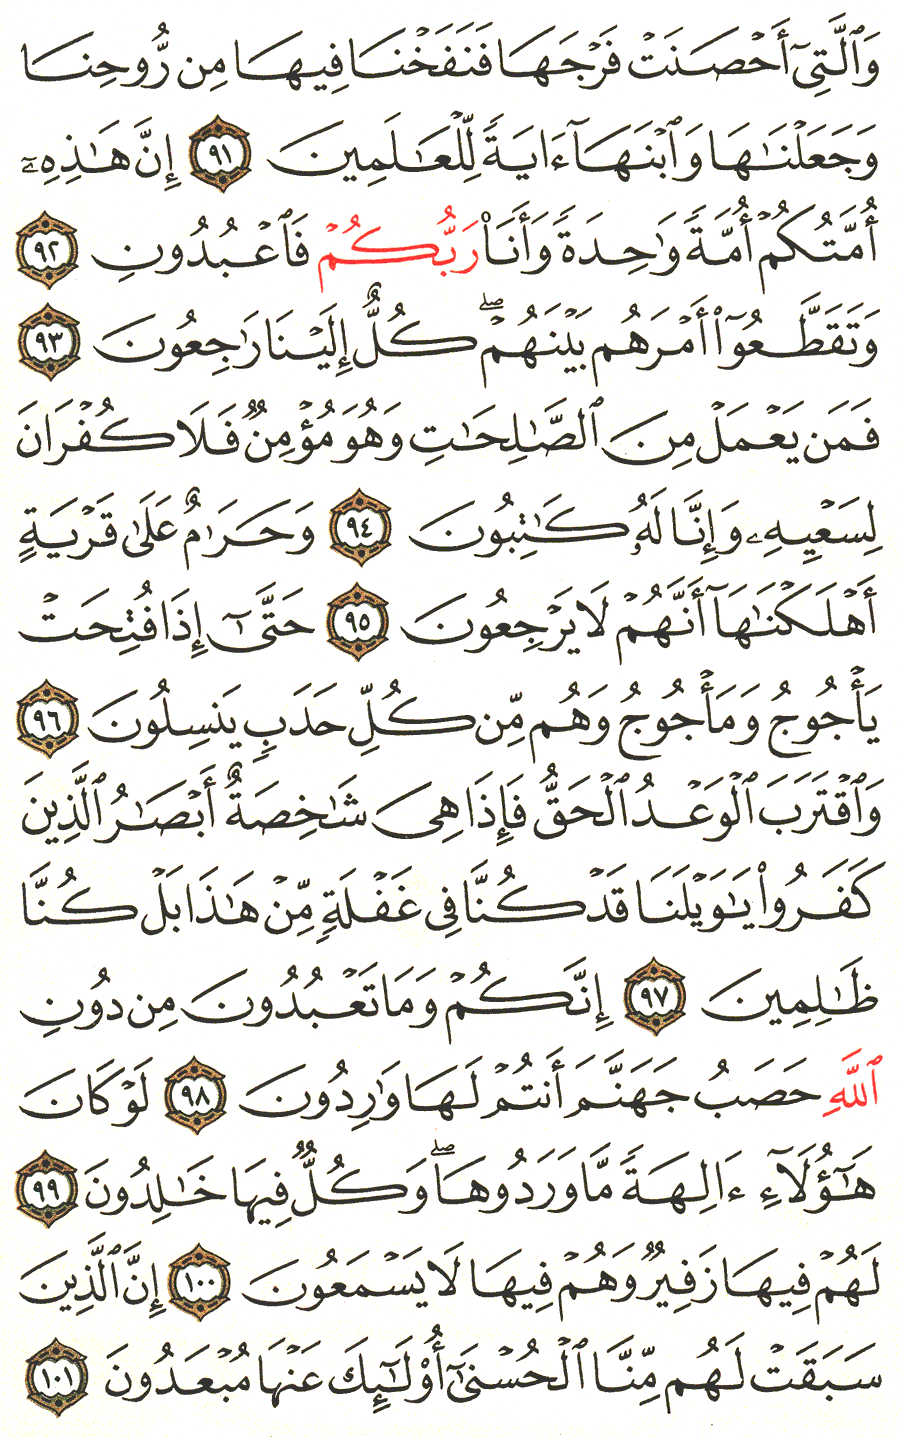 وَٱلَّتِىٓ أَحْصَنَتْ فَرْجَهَا فَنَفَخْنَا فِيهَا مِن رُّوحِنَا
وَجَعَلْنَٰهَا وَٱبْنَهَآ ءَايَةً لِّلْعَٰلَمِينَ ٩١ إِنَّ هَٰذِهِۦٓ
أُمَّتُكُمْ أُمَّةً وَٰحِدَةً وَأَنَا۠ رَبُّكُمْ فَٱعْبُدُونِ ٩٢
وَتَقَطَّعُوٓا۟ أَمْرَهُم بَيْنَهُمْ ۖ كُلٌّ إِلَيْنَا رَٰجِعُونَ ٩٣
فَمَن يَعْمَلْ مِنَ ٱلصَّٰلِحَٰتِ وَهُوَ مُؤْمِنٌ فَلَا كُفْرَانَ
لِسَعْيِهِۦ وَإِنَّا لَهُۥ كَٰتِبُونَ ٩٤ وَحَرَٰمٌ عَلَىٰ قَرْيَةٍ
أَهْلَكْنَٰهَآ أَنَّهُمْ لَا يَرْجِعُونَ ٩٥ حَتَّىٰٓ إِذَا فُتِحَتْ
يَأْجُوجُ وَمَأْجُوجُ وَهُم مِّن كُلِّ حَدَبٍ يَنسِلُونَ ٩٦
وَٱقْتَرَبَ ٱلْوَعْدُ ٱلْحَقُّ فَإِذَا هِىَ شَٰخِصَةٌ أَبْصَٰرُ ٱلَّذِينَ
كَفَرُوا۟ يَٰوَيْلَنَا قَدْ كُنَّا فِى غَفْلَةٍ مِّنْ هَٰذَا بَلْ كُنَّا
ظَٰلِمِينَ ٩٧ إِنَّكُمْ وَمَا تَعْبُدُونَ مِن دُونِ
ٱللَّهِ حَصَبُ جَهَنَّمَ أَنتُمْ لَهَا وَٰرِدُونَ ٩٨ لَوْ كَانَ
هَٰٓؤُلَآءِ ءَالِهَةً مَّا وَرَدُوهَا ۖ وَكُلٌّ فِيهَا خَٰلِدُونَ ٩٩
لَهُمْ فِيهَا زَفِيرٌ وَهُمْ فِيهَا لَا يَسْمَعُونَ ١٠٠ إِنَّ ٱلَّذِينَ
سَبَقَتْ لَهُم مِّنَّا ٱلْحُسْنَىٰٓ أُو۟لَٰٓئِكَ عَنْهَا مُبْعَدُونَ ١٠١